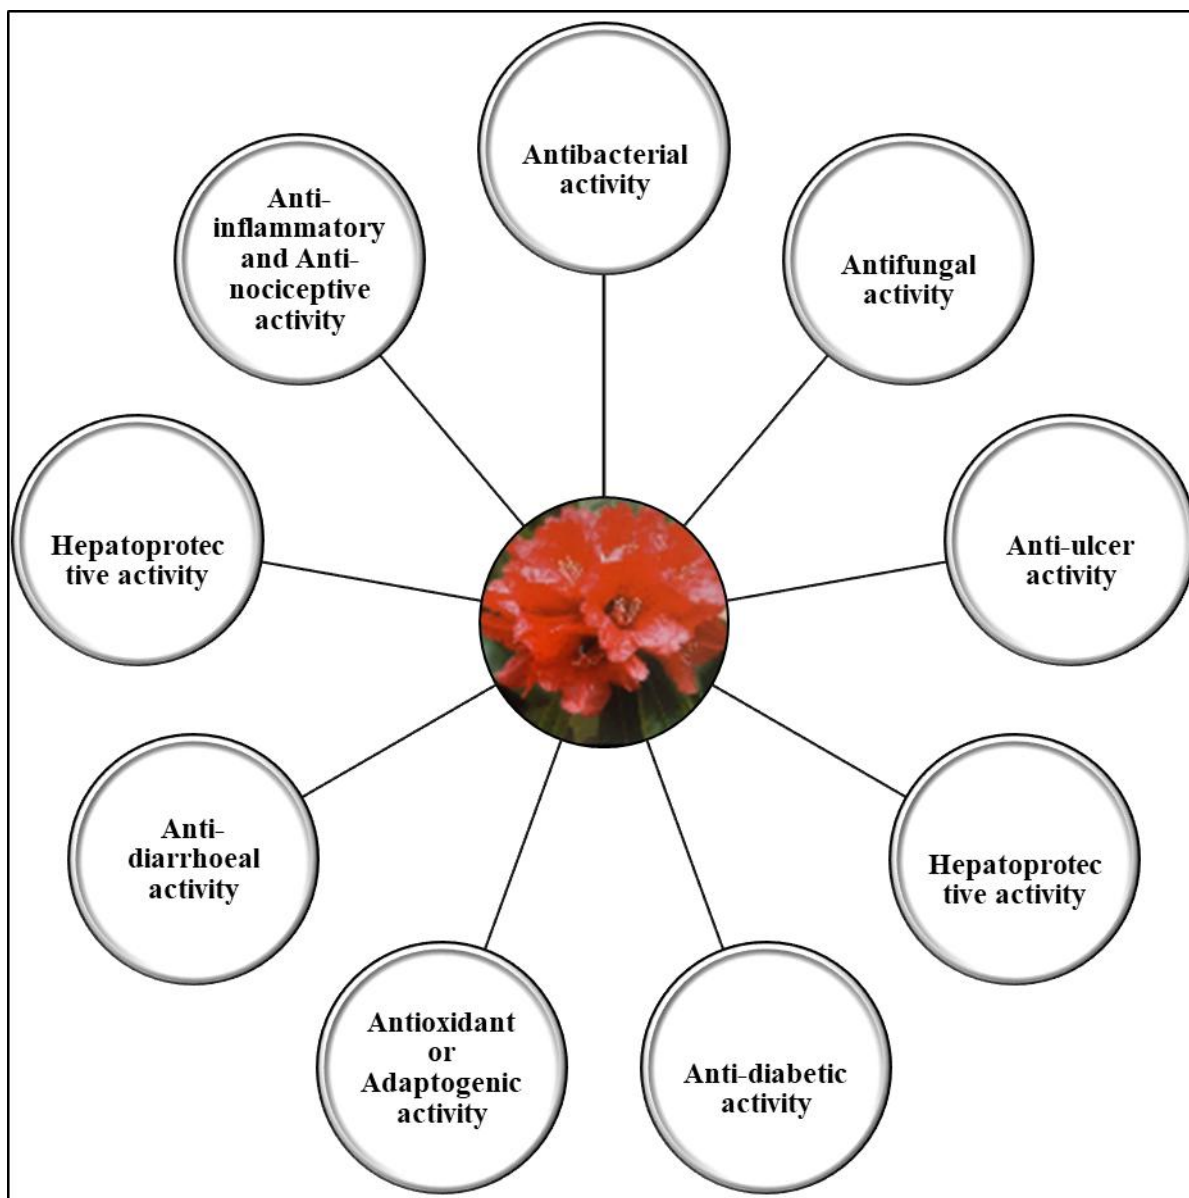 Antibacterial
activity
Antifungal
activity
Anti-ulcer
activity
Hepatoprotec
tive activity
Anti-diabetic
activity
Antioxidant
or
Adaptogenic
activity
Anti-
diarrhoeal
activity
Hepatoprotec
tive activity
Anti-
inflammatory
and Anti-
nociceptive
activity